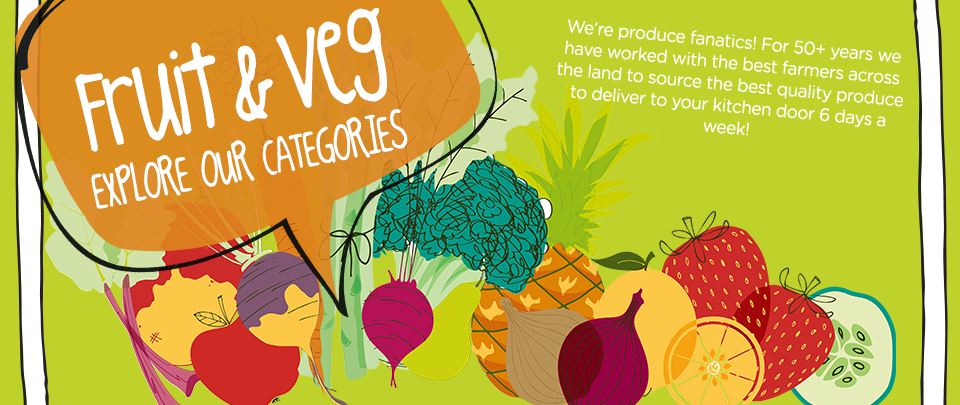 Fruit & Veg
EXPLORE OUR CATEGORIES
We're produce fanatics! For 50+ years we
have worked with the best farmers across
the land to source the best quality produce
to deliver to your kitchen door 6 days a
week!